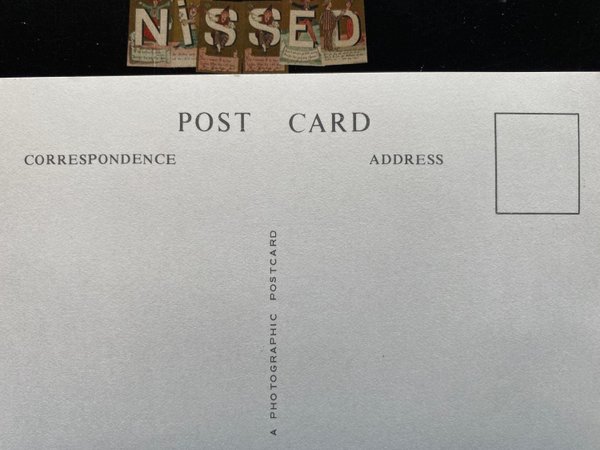 NiSSED
POST CARD
CORRESPONDENCE
ADDRESS
A PHOTOGRAPHIC POSTCARD